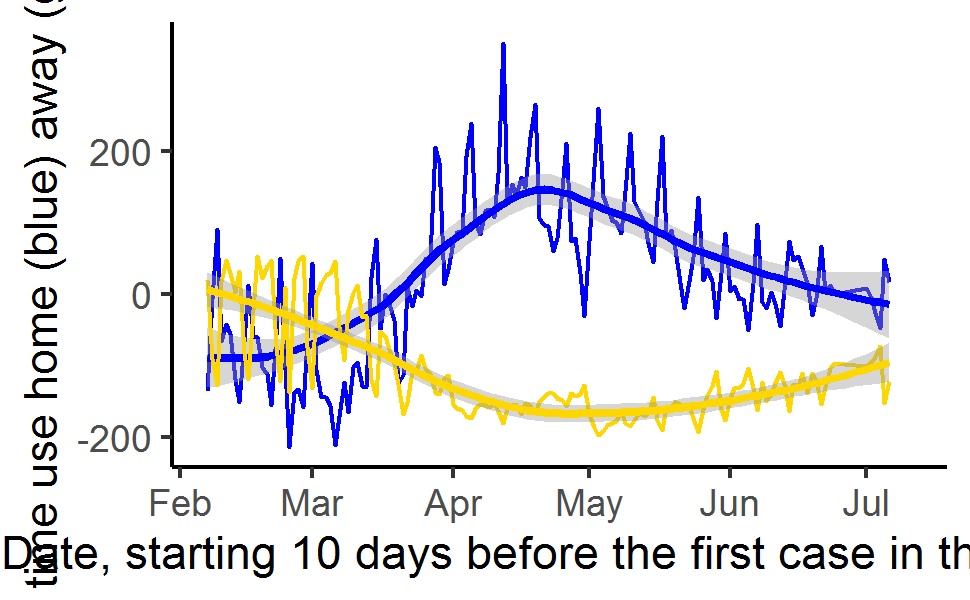 time use home (blue) away (
200
0
-200
Feb Mar Apr May Jun Jul
Date, starting 10 days before the first case in th